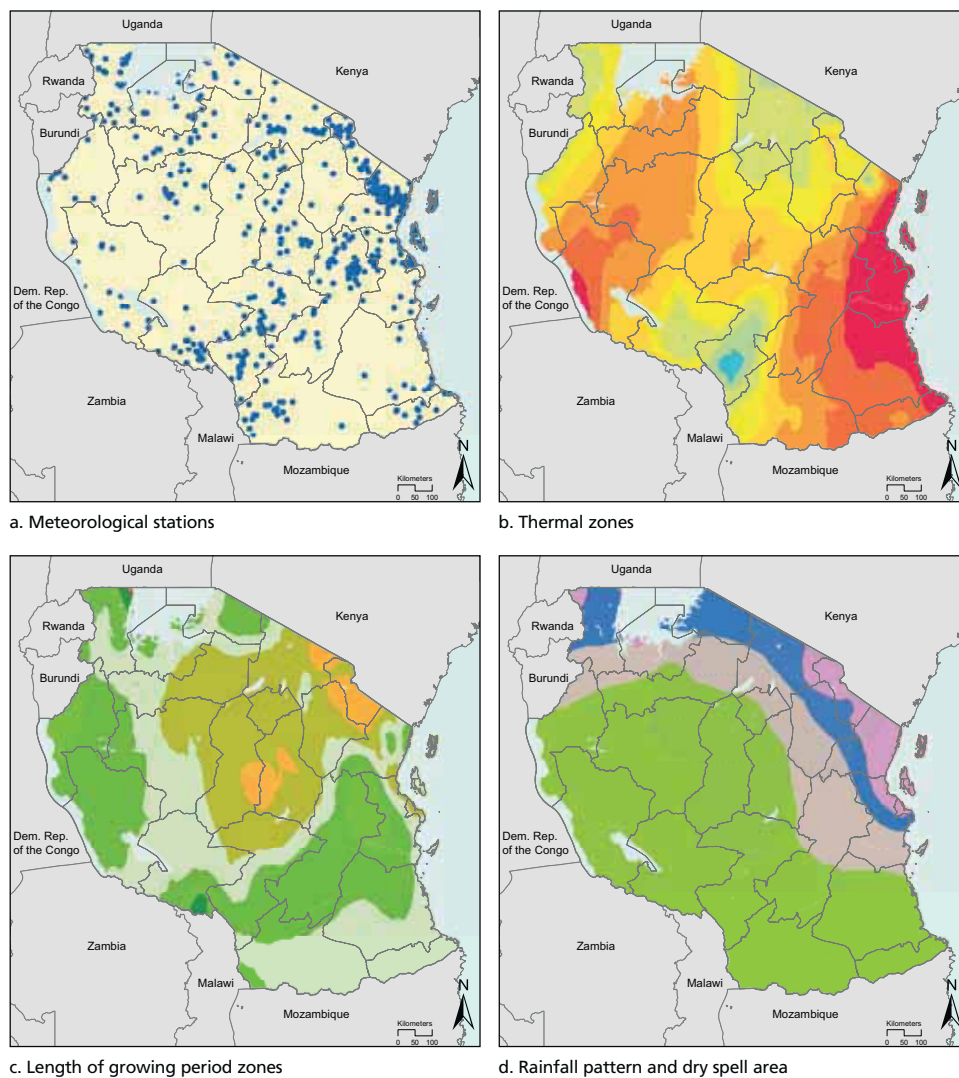 Uganda
Rwanda
Kenya
Burundi
Dem. Rep.
of the Congo
Zambia
Malawi
Mozambique
N
Kilometers
0 50 100
a. Meteorological stations
Uganda
Rwanda
Kenya
Burundi
Dem. Rep.
of the Congo
Zambia
Malawi
Mozambique
N
Kilometers
0 50 100
b. Thermal zones
Uganda
Rwanda
Kenya
Burundi
Dem. Rep.
of the Congo
Zambia
Malawi
Mozambique
N
Kilometers
0 50 100
c. Length of growing period zones
Uganda
Rwanda
Kenya
Burundi
Dem. Rep.
of the Congo
Zambia
Malawi
Mozambique
N
Kilometers
0 50 100
d. Rainfall pattern and dry spell area